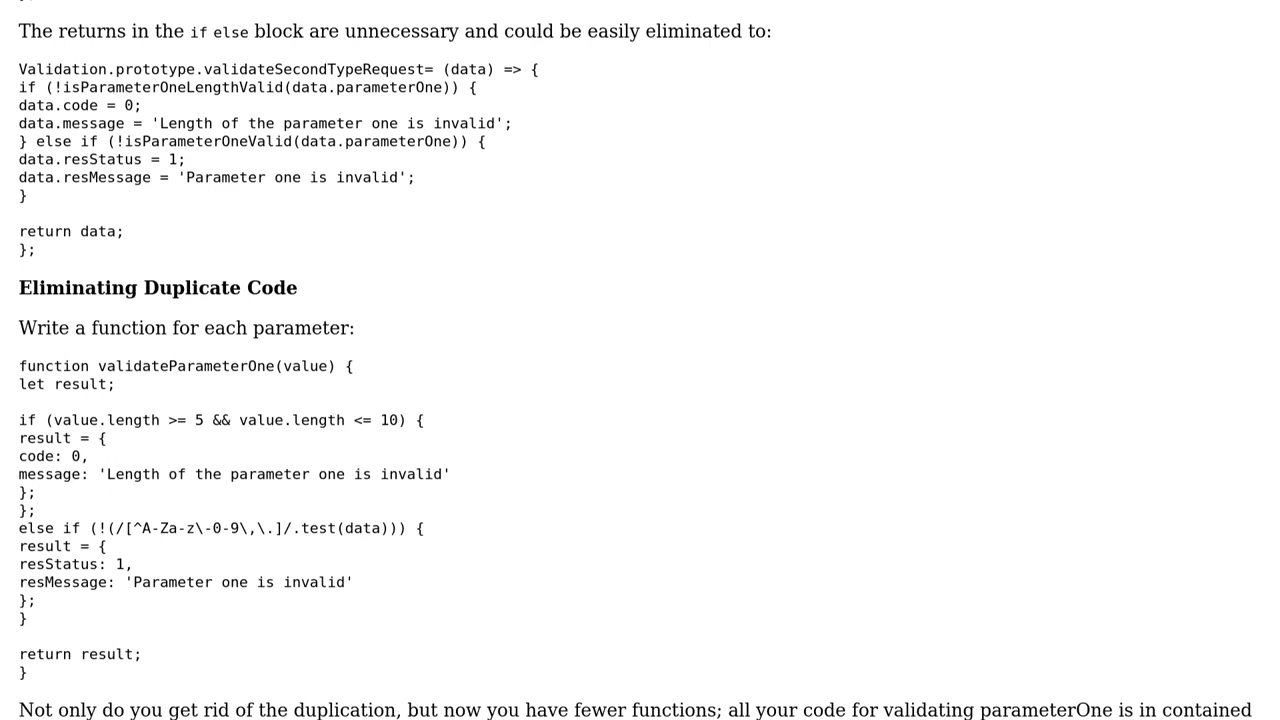 The returns in the if else block are unnecessary and could be easily eliminated to:
Validation.prototype.validateSecondTypeRequest= (data) => {
if (!isParameterOneLengthValid(data.parameterOne)) {
data.code = 0;
data.message = 'Length of the parameter one is invalid';
} else if (!isParameterOneValid(data.parameterOne)) {
data.resStatus = 1;
data.resMessage = 'Parameter one is invalid';
}
return data;
};
Eliminating Duplicate Code
Write a function for each parameter:
function validateParameterOne(value) {
let result;
if (value.length >= 5 && value.length <= 10) {
result = {
code: 0,
message: 'Length of the parameter one is invalid'
};
};
else if (!(/[^A-Za-z\-0-9\,\.]/.test(data))) {
result = {
resStatus: 1,
resMessage: 'Parameter one is invalid'
};
}
return result;
}
Not only do you get rid of the duplication, but now you have fewer functions; all your code for validating parameterOne is in contained